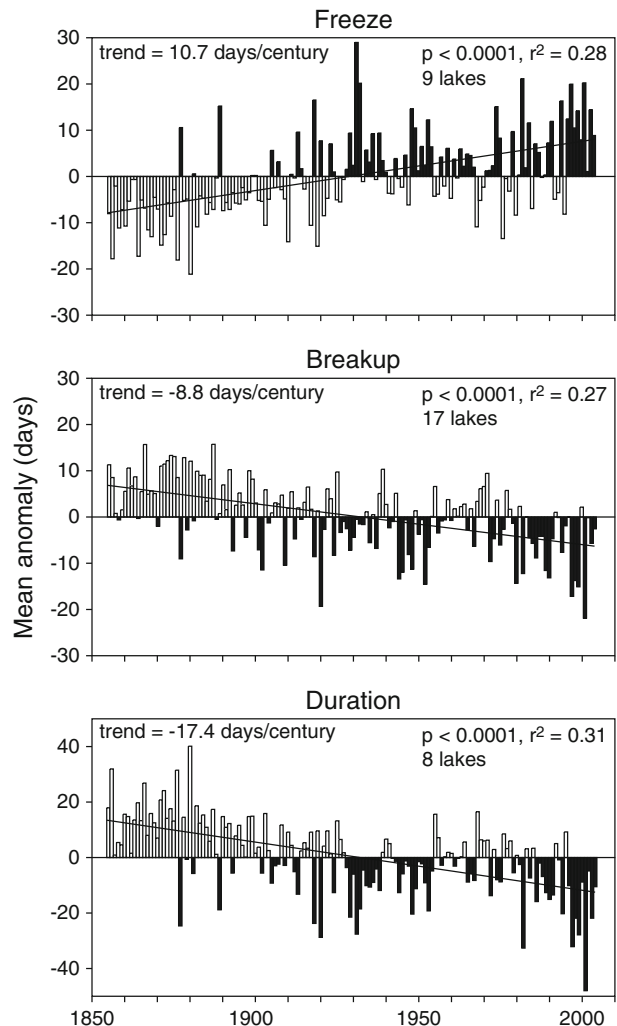 Freeze
trend = 10.7 days/century
p < 0.0001, r² = 0.28
9 lakes
30
20
10
0
-10
-20
-30
Breakup
trend = -8.8 days/century
p < 0.0001, r² = 0.27
17 lakes
30
20
10
0
-10
-20
-30
Mean anomaly (days)
Duration
trend = -17.4 days/century
p < 0.0001, r² = 0.31
8 lakes
40
20
0
-20
-40
1850 1900 1950 2000